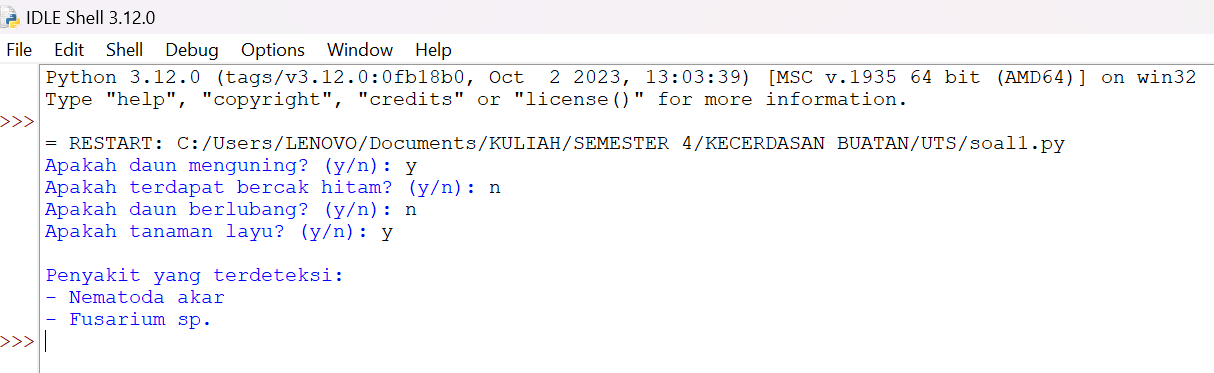 IDLE Shell 3.12.0
File Edit Shell Debug Options Window Help
Python 3.12.0 (tags/v3.12.0:0fb18b0, Oct  2 2023, 13:03:39) [MSC v.1935 64 bit (AMD64)] on win32
Type "help", "copyright", "credits" or "license()" for more information.
>>>
= RESTART: C:/Users/LENOVO/Documents/KULIAH/SEMESTER 4/KECERDASAN BUATAN/UTS/soal1.py
Apakah daun menguning? (y/n): y
Apakah terdapat bercak hitam? (y/n): n
Apakah daun berlubang? (y/n): n
Apakah tanaman layu? (y/n): y
Penyakit yang terdeteksi:
- Nematoda akar
- Fusarium sp.
>>>